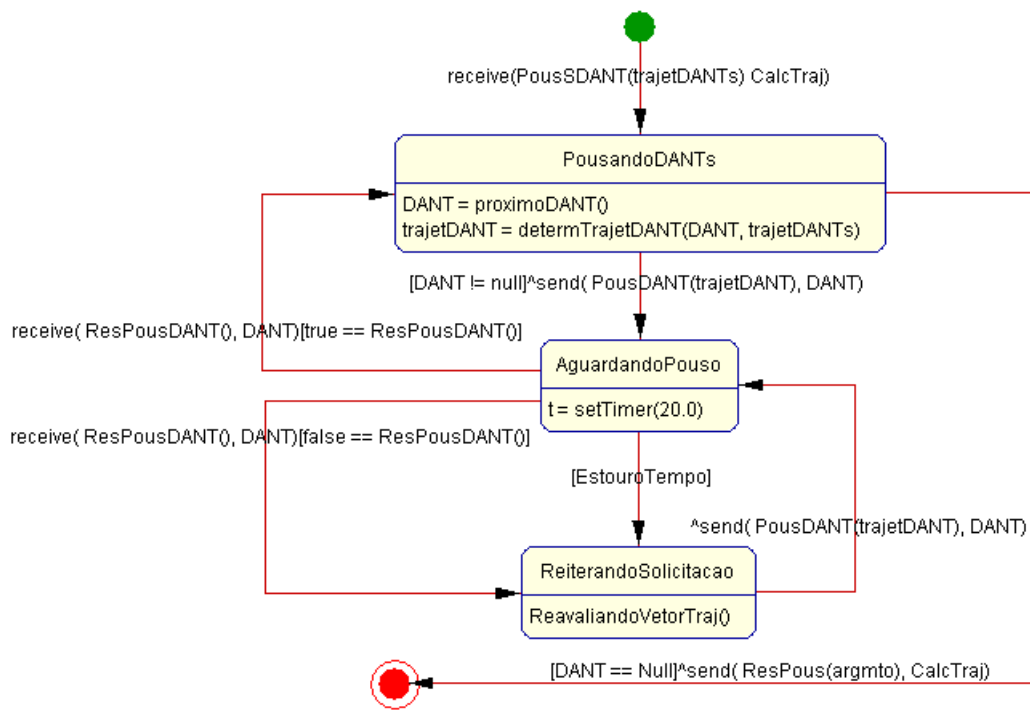 receive(PousSDANT(trajetDANTs) CalcTraj)
PousandoDANTs
DANT = proximoDANT()
trajetDANT = determTrajetDANT(DANT, trajetDANTs)
[DANT != null]^send( PousDANT(trajetDANT), DANT)
receive( ResPousDANT(), DANT)[true == ResPousDANT()]
AguardandoPouso
t = setTimer(20.0)
receive( ResPousDANT(), DANT)[false == ResPousDANT()]
[EstouroTempo]
^send( PousDANT(trajetDANT), DANT)
ReiterandoSolicitacao
ReavaliandoVetorTraj()
[DANT == Null]^send( ResPous(argmto), CalcTraj)